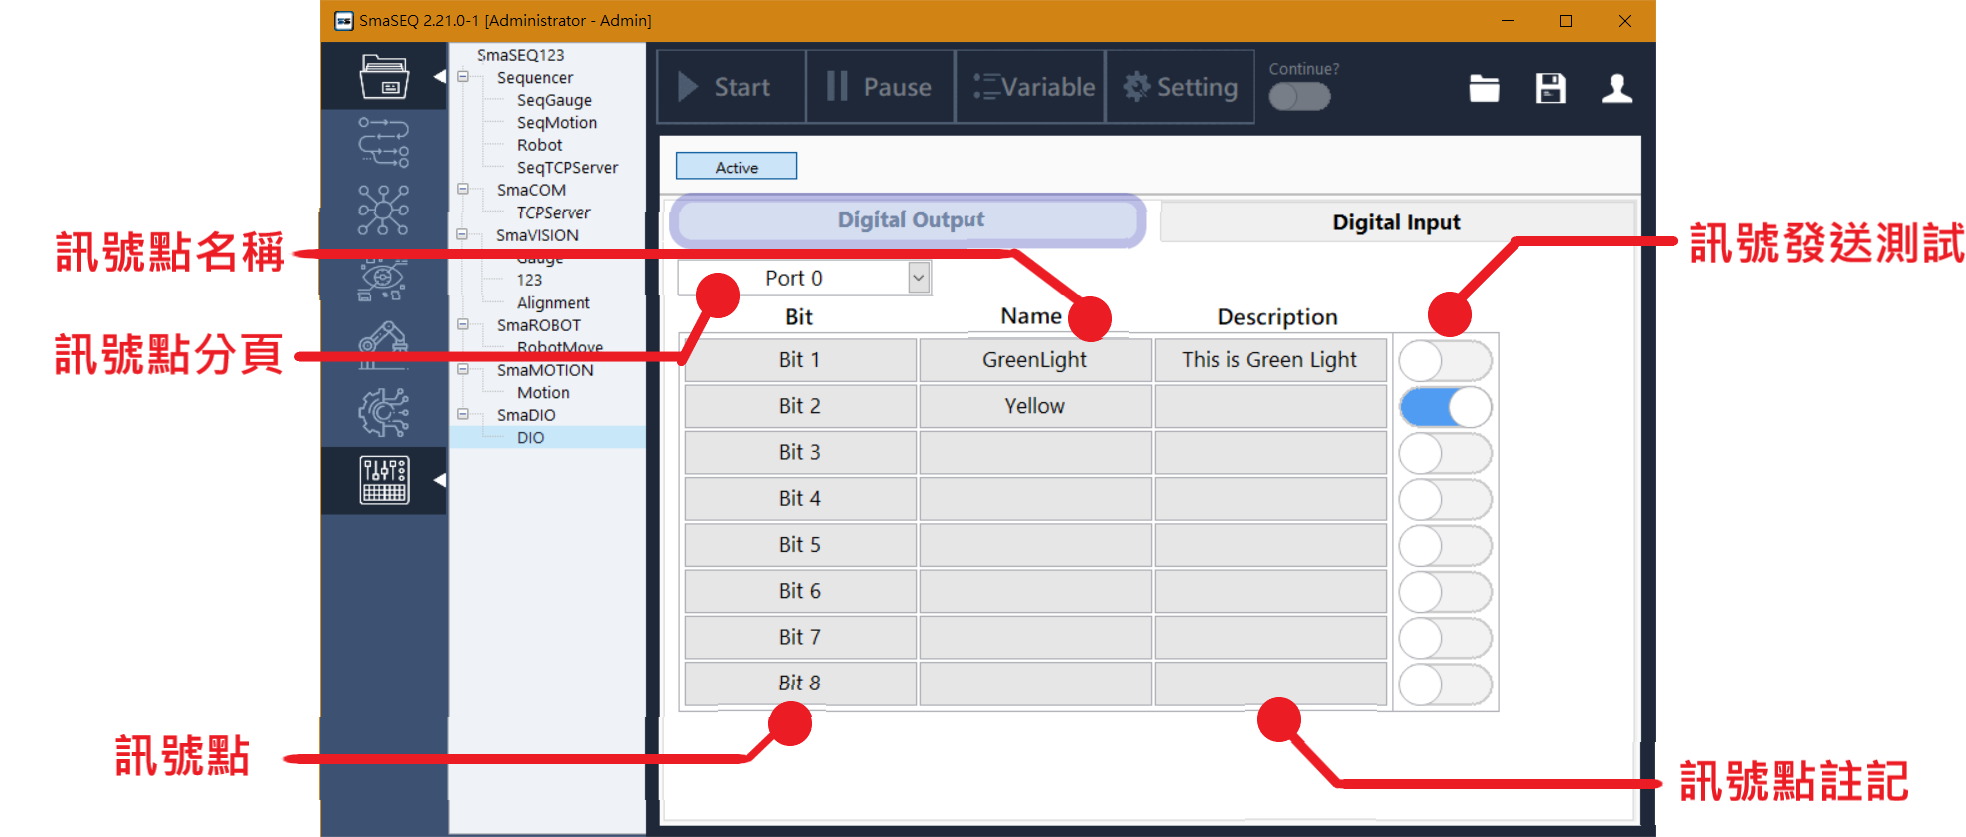 SmaSEQ 2.21.0-1 [Administrator - Admin]
SmaSEQ123
Sequencer
SeqGauge
SeqMotion
Robot
SeqTCPServer
SmaCOM
TCPServer
SmaVISION
Gauge
123
Alignment
SmaROBOT
RobotMove
SmaMOTION
Motion
SmaDIO
DIO
Start
Pause
Variable
Setting
Continue?
Active
Digital Output
Digital Input
Port 0
Bit Name Description
Bit 1 GreenLight This is Green Light
Bit 2 Yellow
Bit 3
Bit 4
Bit 5
Bit 6
Bit 7
Bit 8
訊號點名稱
訊號點分頁
訊號點
訊號發送測試
訊號點註記